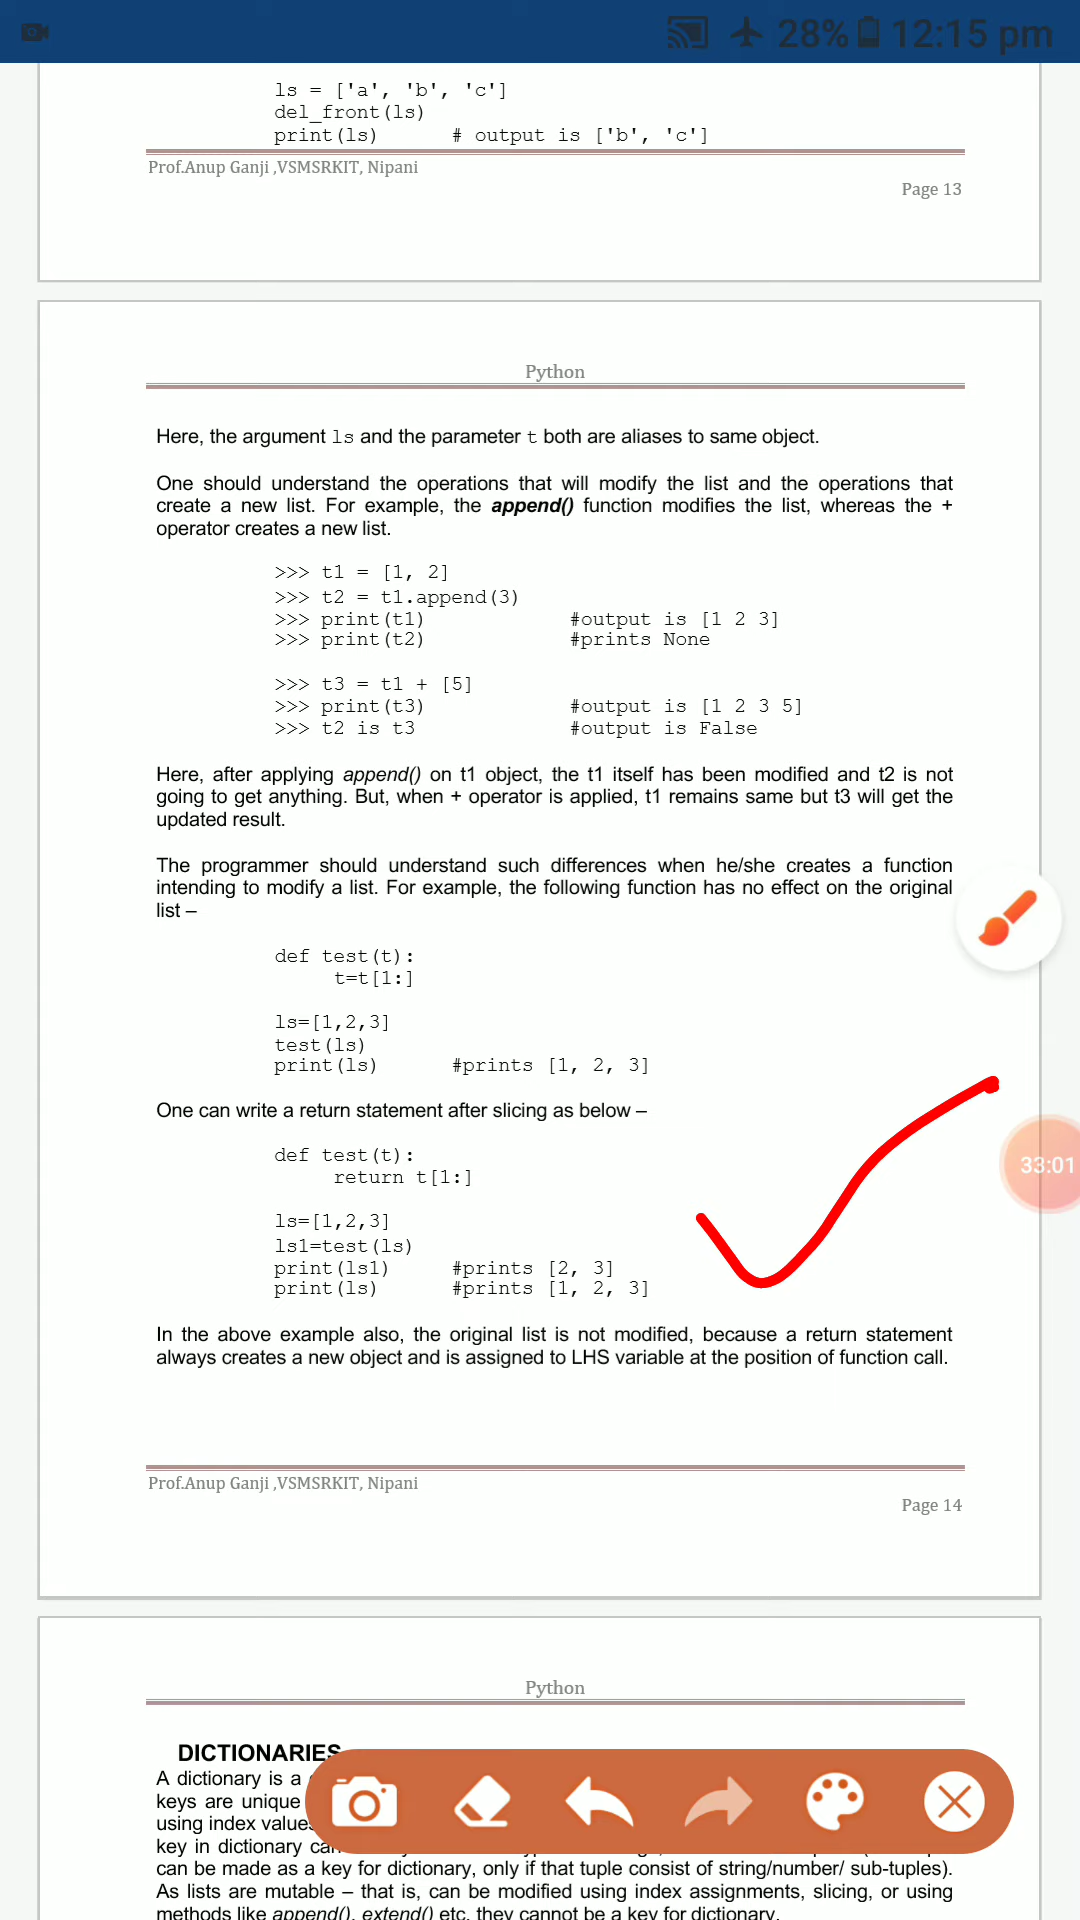 28% 12:15 pm
ls = ['a', 'b', 'c']
del_front(ls)
print(ls) # output is ['b', 'c']
Prof.Anup Ganji ,VSMSRKIT, Nipani
Page 13
Python
Here, the argument ls and the parameter t both are aliases to same object.
One should understand the operations that will modify the list and the operations that
create a new list. For example, the append() function modifies the list, whereas the +
operator creates a new list.
>>> t1 = [1, 2]
>>> t2 = t1.append(3)
>>> print(t1) #output is [1 2 3]
>>> print(t2) #prints None
>>> t3 = t1 + [5]
>>> print(t3) #output is [1 2 3 5]
>>> t2 is t3 #output is False
Here, after applying append() on t1 object, the t1 itself has been modified and t2 is not
going to get anything. But, when + operator is applied, t1 remains same but t3 will get the
updated result.
The programmer should understand such differences when he/she creates a function
intending to modify a list. For example, the following function has no effect on the original
list –
def test(t):
t=t[1:]
ls=[1,2,3]
test(ls)
print(ls) #prints [1, 2, 3]
One can write a return statement after slicing as below –
def test(t):
return t[1:]
33:01
ls=[1,2,3]
ls1=test(ls)
print(ls1) #prints [2, 3]
print(ls) #prints [1, 2, 3]
In the above example also, the original list is not modified, because a return statement
always creates a new object and is assigned to LHS variable at the position of function call.
Prof.Anup Ganji ,VSMSRKIT, Nipani
Page 14
Python
DICTIONARIES
A dictionary is a
keys are unique
using index values
key in dictionary can
can be made as a key for dictionary, only if that tuple consist of string/number/ sub-tuples).
As lists are mutable – that is, can be modified using index assignments, slicing, or using
methods like append(), extend() etc, they cannot be a key for dictionary.